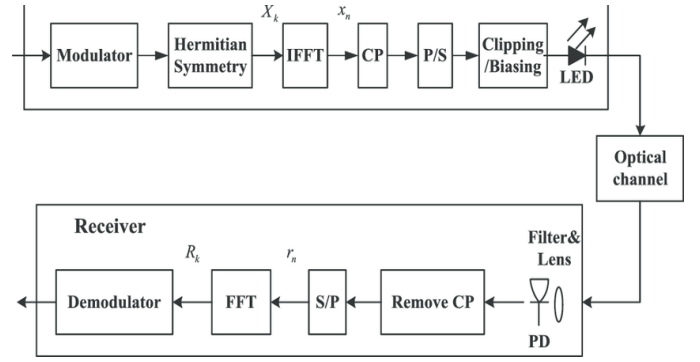 X_k
x_n
Modulator
Hermitian
Symmetry
IFFT
CP
P/S
Clipping
/Biasing
LED
Optical
channel
Receiver
Filter&
Lens
R_k
r_n
Demodulator
FFT
S/P
Remove CP
PD